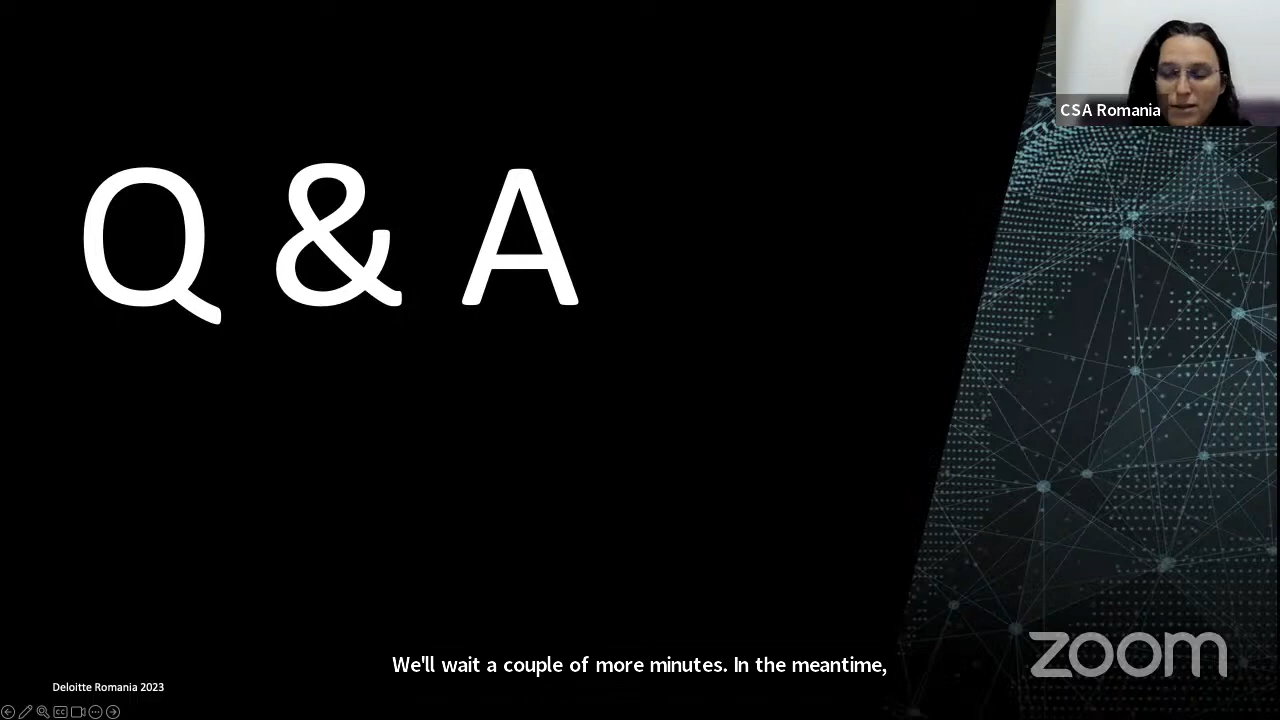 CSA Romania
Q & A
We'll wait a couple of more minutes. In the meantime,
zoom
Deloitte Romania 2023